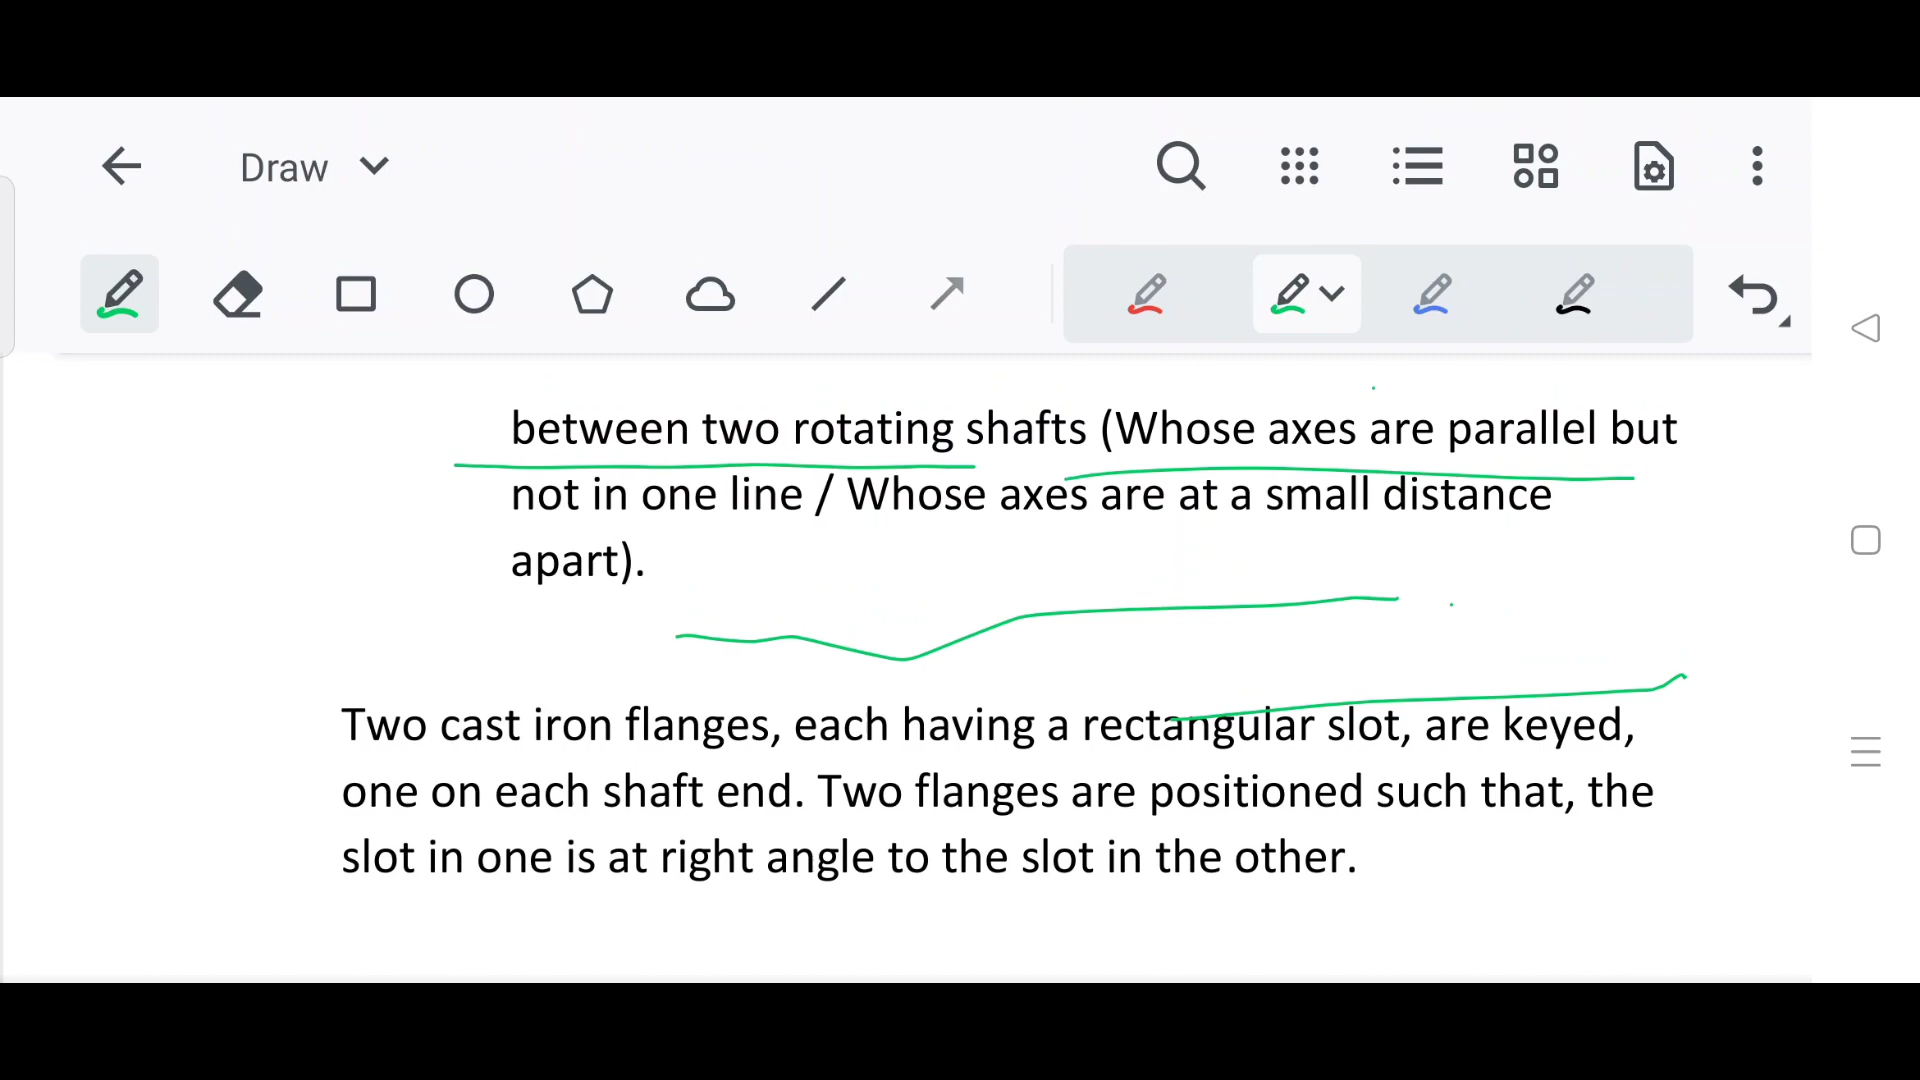 Draw
between two rotating shafts (Whose axes are parallel but
not in one line / Whose axes are at a small distance
apart).
Two cast iron flanges, each having a rectangular slot, are keyed,
one on each shaft end. Two flanges are positioned such that, the
slot in one is at right angle to the slot in the other.